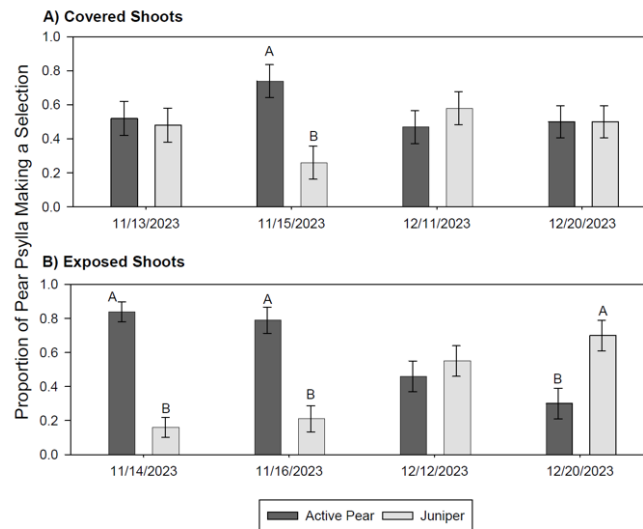 A) Covered Shoots
Proportion of Pear Psylla Making a Selection
1.0
0.8
0.6
0.4
0.2
0.0
A
B
11/13/2023 11/15/2023 12/11/2023 12/20/2023
B) Exposed Shoots
1.0
0.8
0.6
0.4
0.2
0.0
A
B
A
B
B
A
11/14/2023 11/16/2023 12/12/2023 12/20/2023
Active Pear Juniper